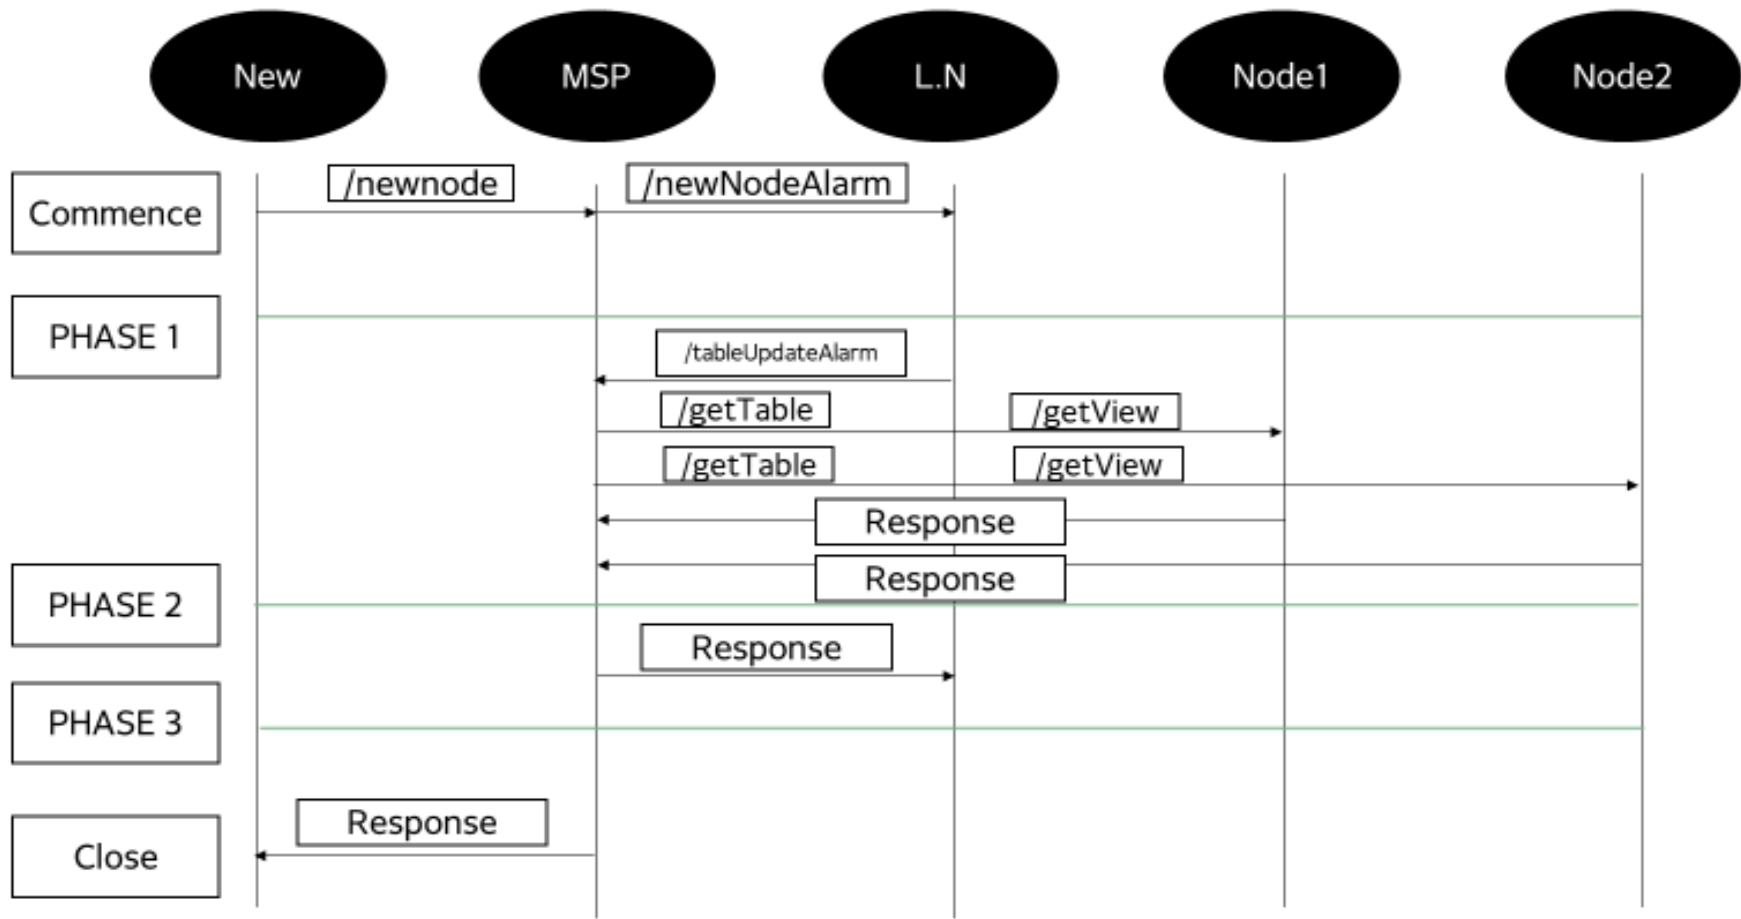 New
MSP
L.N
Node1
Node2
Commence
/newnode
/newNodeAlarm
PHASE 1
/tableUpdateAlarm
/getTable
/getView
/getTable
/getView
Response
Response
PHASE 2
Response
PHASE 3
Response
Close